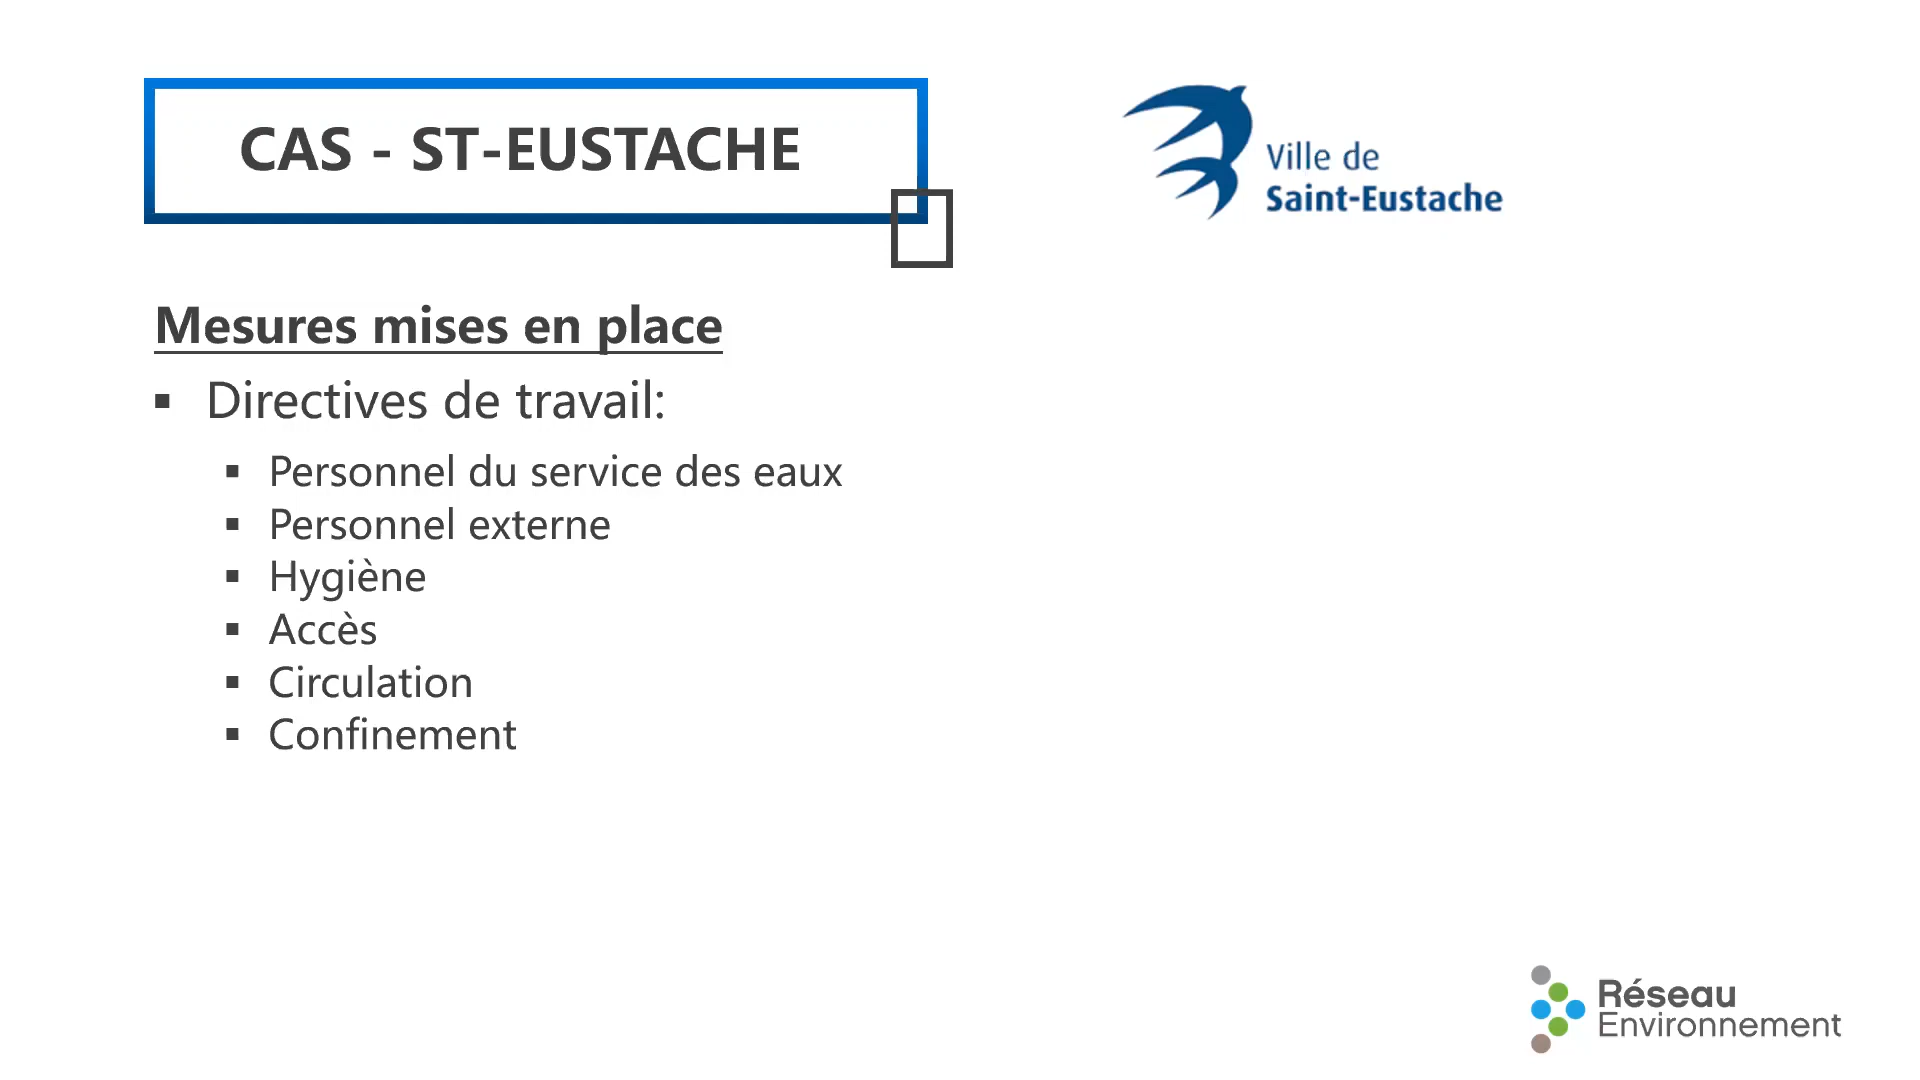 CAS - ST-EUSTACHE
Ville de
Saint-Eustache
Mesures mises en place
▪ Directives de travail:
▪ Personnel du service des eaux
▪ Personnel externe
▪ Hygiène
▪ Accès
▪ Circulation
▪ Confinement
Réseau
Environnement